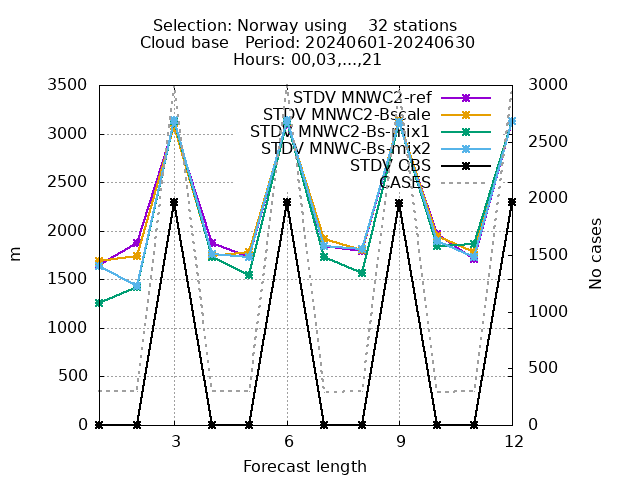 Selection: Norway using 32 stations
Cloud base Period: 20240601-20240630
Hours: 00,03,...,21
3500
3000
2500
2000
1500
1000
500
0
m
3000
2500
2000
1500
1000
500
0
No cases
STDV MNWC2-ref
STDV MNWC2-Bscale
STDV MNWC2-Bs-mix1
STDV MNWC-Bs-mix2
STDV OBS
CASES
3 6 9 12
Forecast length